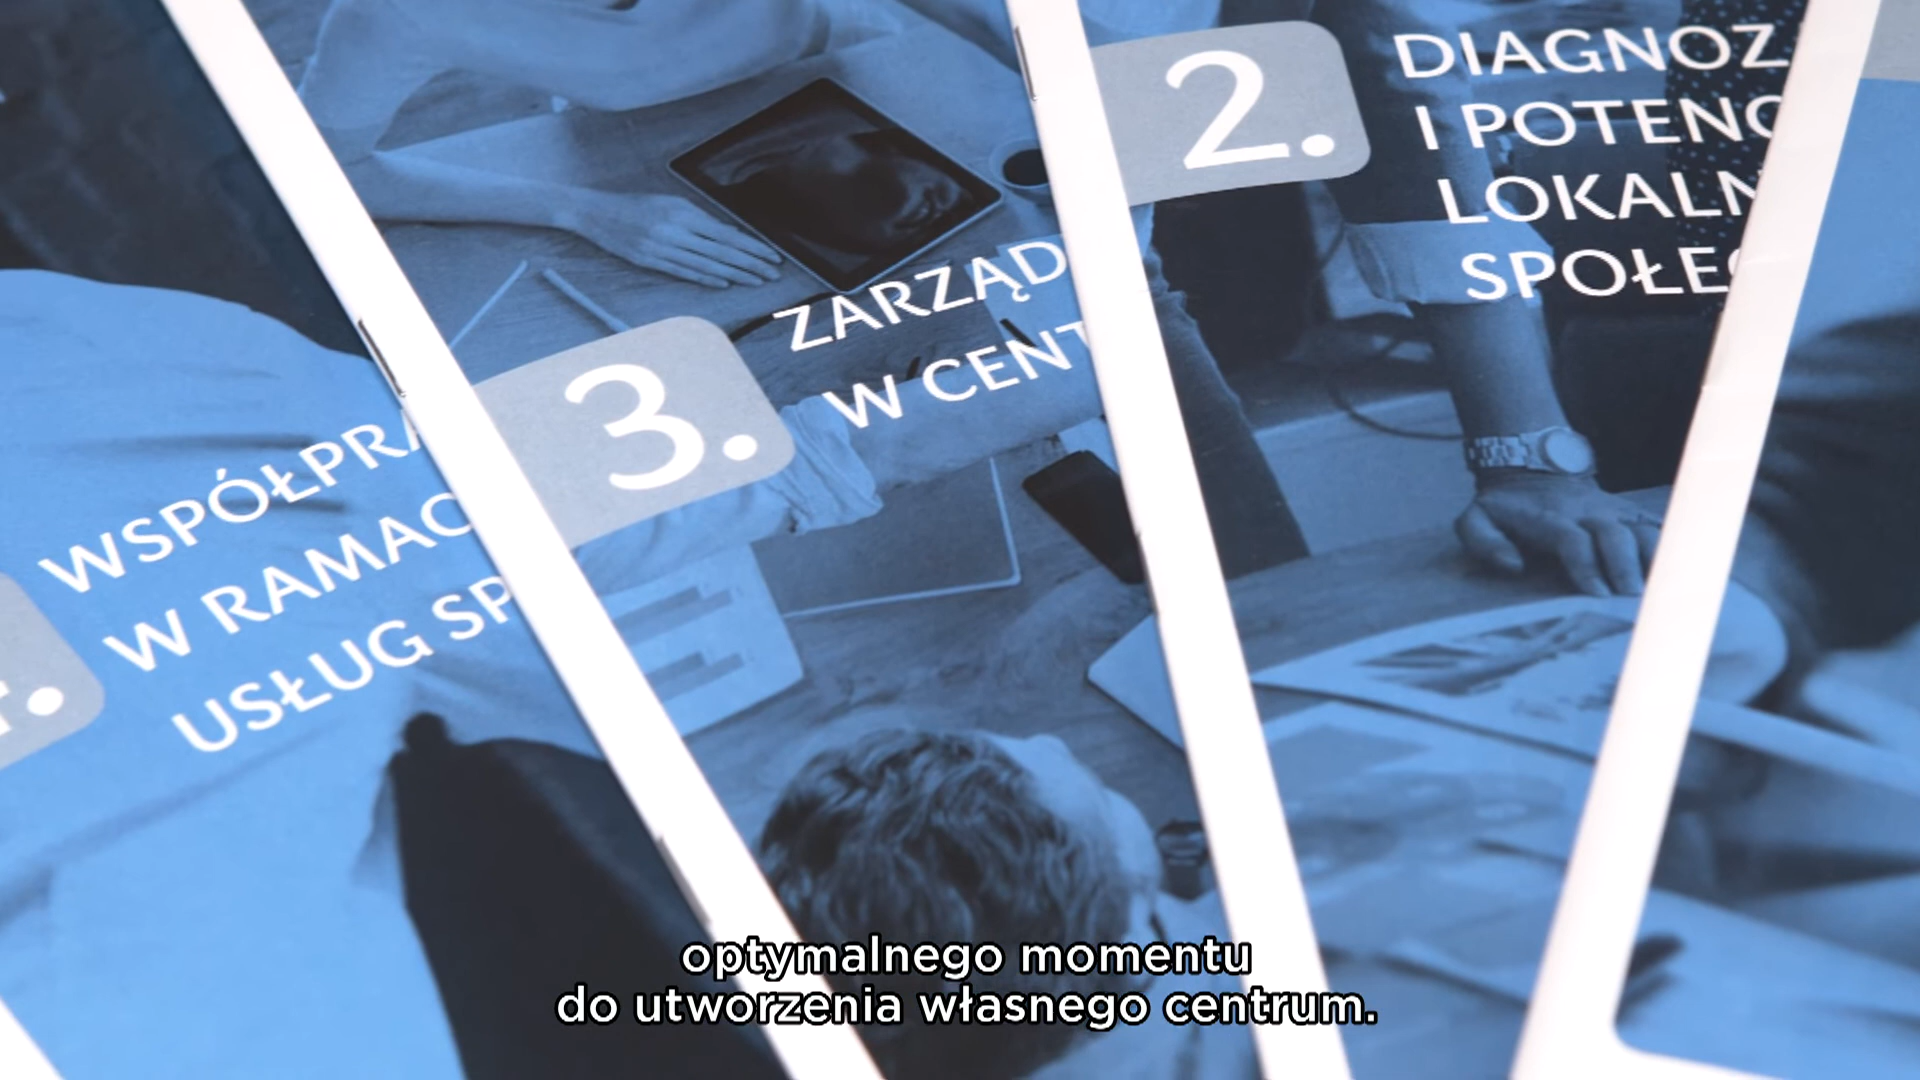 2.
DIAGNOZ
I POTENC
LOKALN
SPOŁEC
3.
ZARZĄD
W CENT
WSPÓŁPRA
W RAMAC
USŁUG SP
optymalnego momentu
do utworzenia własnego centrum.